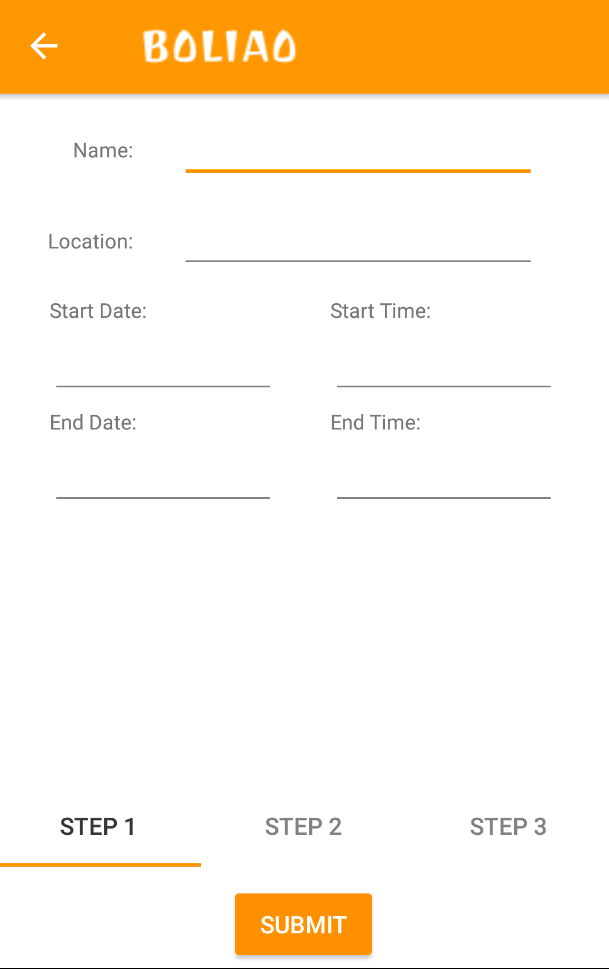 BOLIAO
Name:
Location:
Start Date: Start Time:
End Date: End Time:
STEP 1 STEP 2 STEP 3
SUBMIT